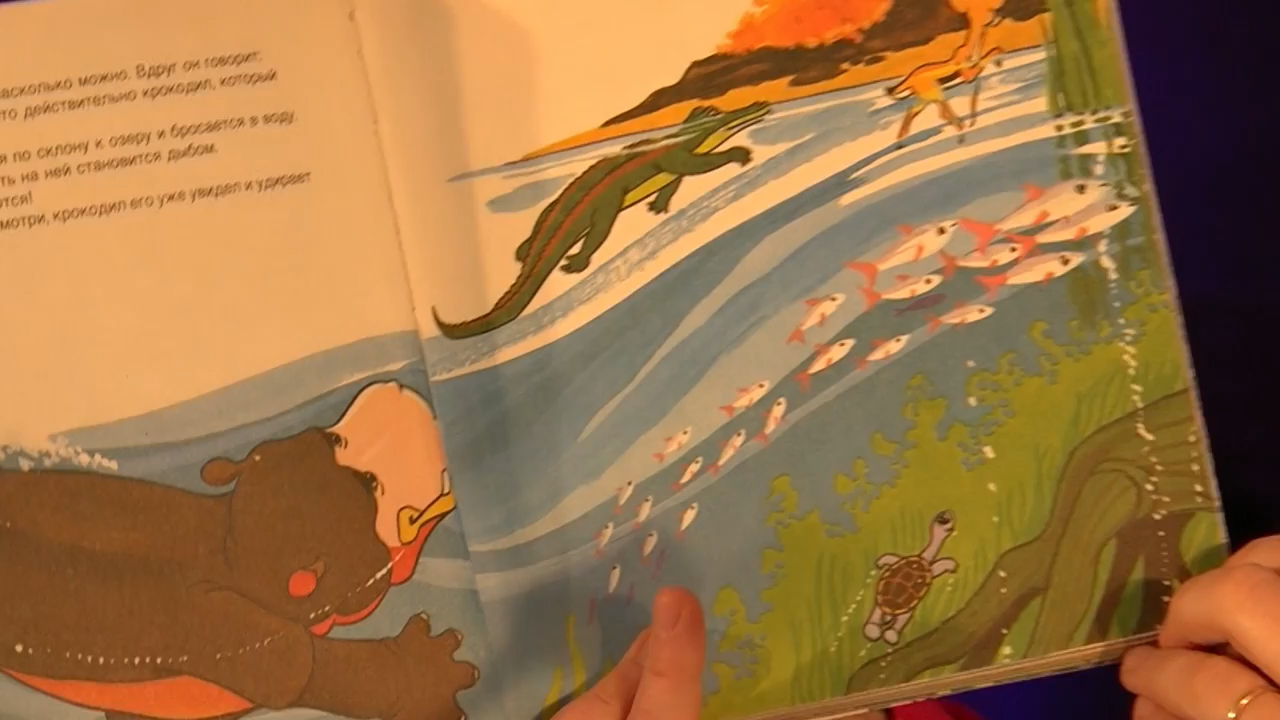 насколько можно. Вдруг он говорит:
то действительно крокодил, который
я по склону к озеру и бросается в воду.
ть на ней становится дыбом.
тся!
мотри, крокодил его уже увидел и удирает